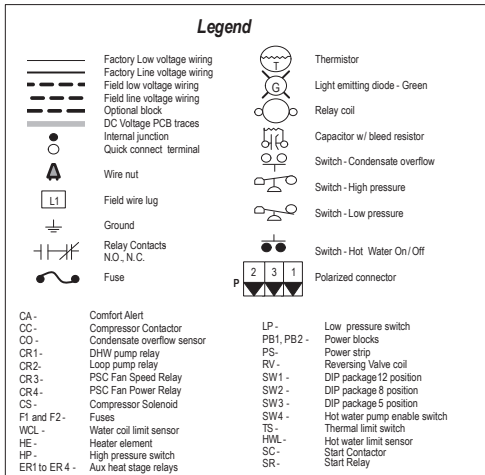 Legend
Factory Low voltage wiring
Factory Line voltage wiring
Field low voltage wiring
Field line voltage wiring
Optional block
DC Voltage PCB traces
Internal junction
Quick connect terminal
Wire nut
L1 Field wire lug
Ground
Relay Contacts
N.O., N.C.
Fuse
T Thermistor
G Light emitting diode - Green
Relay coil
Capacitor w/ bleed resistor
Switch - Condensate overflow
Switch - High pressure
Switch - Low pressure
Switch - Hot Water On/Off
P 2 3 1 Polarized connector
CA - Comfort Alert
CC - Compressor Contactor
CO - Condensate overflow sensor
CR1 - DHW pump relay
CR2- Loop pump relay
CR3 - PSC Fan Speed Relay
CR4 - PSC Fan Power Relay
CS - Compressor Solenoid
F1 and F2 - Fuses
WCL - Water coil limit sensor
HE - Heater element
HP - High pressure switch
ER1 to ER4 - Aux heat stage relays
LP - Low pressure switch
PB1, PB2 - Power blocks
PS- Power strip
RV - Reversing Valve coil
SW1 - DIP package 12 position
SW2 - DIP package 8 position
SW3 - DIP package 5 position
SW4 - Hot water pump enable switch
TS - Thermal limit switch
HWL - Hot water limit sensor
SC - Start Contactor
SR - Start Relay